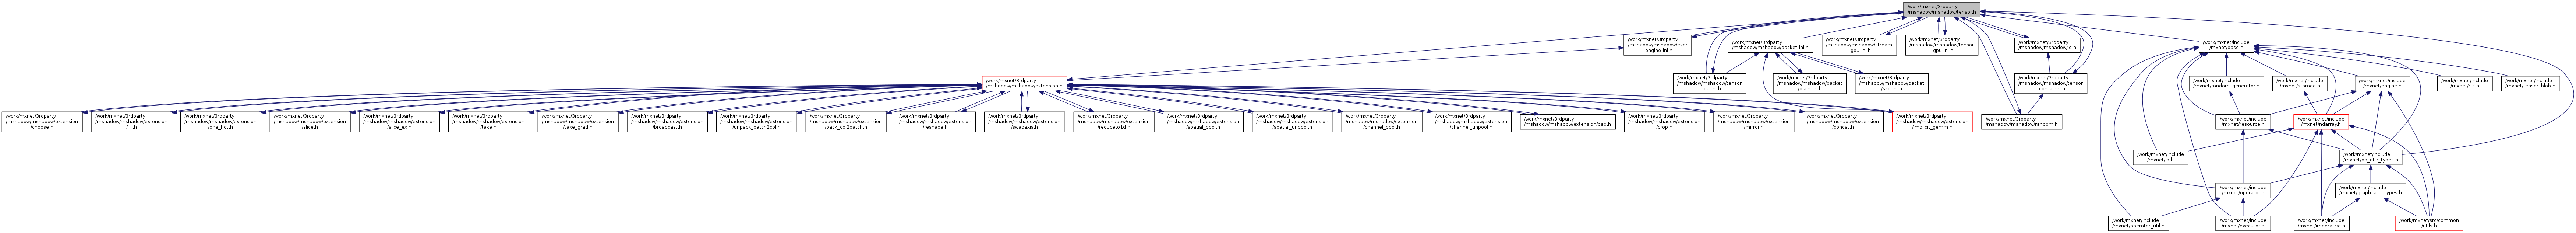 /work/mxnet/3rdparty
/mshadow/mshadow/tensor.h
/work/mxnet/3rdparty
/mshadow/mshadow/expr
_engine-inl.h
/work/mxnet/3rdparty
/mshadow/mshadow/packet-inl.h
/work/mxnet/3rdparty
/mshadow/mshadow/stream
_gpu-inl.h
/work/mxnet/3rdparty
/mshadow/mshadow/tensor
_gpu-inl.h
/work/mxnet/3rdparty
/mshadow/mshadow/io.h
/work/mxnet/include
/mxnet/base.h
/work/mxnet/3rdparty
/mshadow/mshadow/extension.h
/work/mxnet/3rdparty
/mshadow/mshadow/tensor
_cpu-inl.h
/work/mxnet/3rdparty
/mshadow/mshadow/packet
/plain-inl.h
/work/mxnet/3rdparty
/mshadow/mshadow/packet
/sse-inl.h
/work/mxnet/3rdparty
/mshadow/mshadow/tensor
_container.h
/work/mxnet/include
/mxnet/random_generator.h
/work/mxnet/include
/mxnet/storage.h
/work/mxnet/include
/mxnet/engine.h
/work/mxnet/include
/mxnet/rtc.h
/work/mxnet/include
/mxnet/tensor_blob.h
/work/mxnet/3rdparty
/mshadow/mshadow/extension
/choose.h
/work/mxnet/3rdparty
/mshadow/mshadow/extension
/fill.h
/work/mxnet/3rdparty
/mshadow/mshadow/extension
/one_hot.h
/work/mxnet/3rdparty
/mshadow/mshadow/extension
/slice.h
/work/mxnet/3rdparty
/mshadow/mshadow/extension
/slice_ex.h
/work/mxnet/3rdparty
/mshadow/mshadow/extension
/take.h
/work/mxnet/3rdparty
/mshadow/mshadow/extension
/take_grad.h
/work/mxnet/3rdparty
/mshadow/mshadow/extension
/broadcast.h
/work/mxnet/3rdparty
/mshadow/mshadow/extension
/unpack_patch2col.h
/work/mxnet/3rdparty
/mshadow/mshadow/extension
/pack_col2patch.h
/work/mxnet/3rdparty
/mshadow/mshadow/extension
/reshape.h
/work/mxnet/3rdparty
/mshadow/mshadow/extension
/swapaxis.h
/work/mxnet/3rdparty
/mshadow/mshadow/extension
/reduceto1d.h
/work/mxnet/3rdparty
/mshadow/mshadow/extension
/spatial_pool.h
/work/mxnet/3rdparty
/mshadow/mshadow/extension
/spatial_unpool.h
/work/mxnet/3rdparty
/mshadow/mshadow/extension
/channel_pool.h
/work/mxnet/3rdparty
/mshadow/mshadow/extension
/channel_unpool.h
/work/mxnet/3rdparty
/mshadow/mshadow/extension/pad.h
/work/mxnet/3rdparty
/mshadow/mshadow/extension
/crop.h
/work/mxnet/3rdparty
/mshadow/mshadow/extension
/mirror.h
/work/mxnet/3rdparty
/mshadow/mshadow/extension
/concat.h
/work/mxnet/3rdparty
/mshadow/mshadow/extension
/implicit_gemm.h
/work/mxnet/3rdparty
/mshadow/mshadow/random.h
/work/mxnet/include
/mxnet/resource.h
/work/mxnet/include
/mxnet/ndarray.h
/work/mxnet/include
/mxnet/io.h
/work/mxnet/include
/mxnet/op_attr_types.h
/work/mxnet/include
/mxnet/operator.h
/work/mxnet/include
/mxnet/graph_attr_types.h
/work/mxnet/include
/mxnet/operator_util.h
/work/mxnet/include
/mxnet/executor.h
/work/mxnet/include
/mxnet/imperative.h
/work/mxnet/src/common
/utils.h